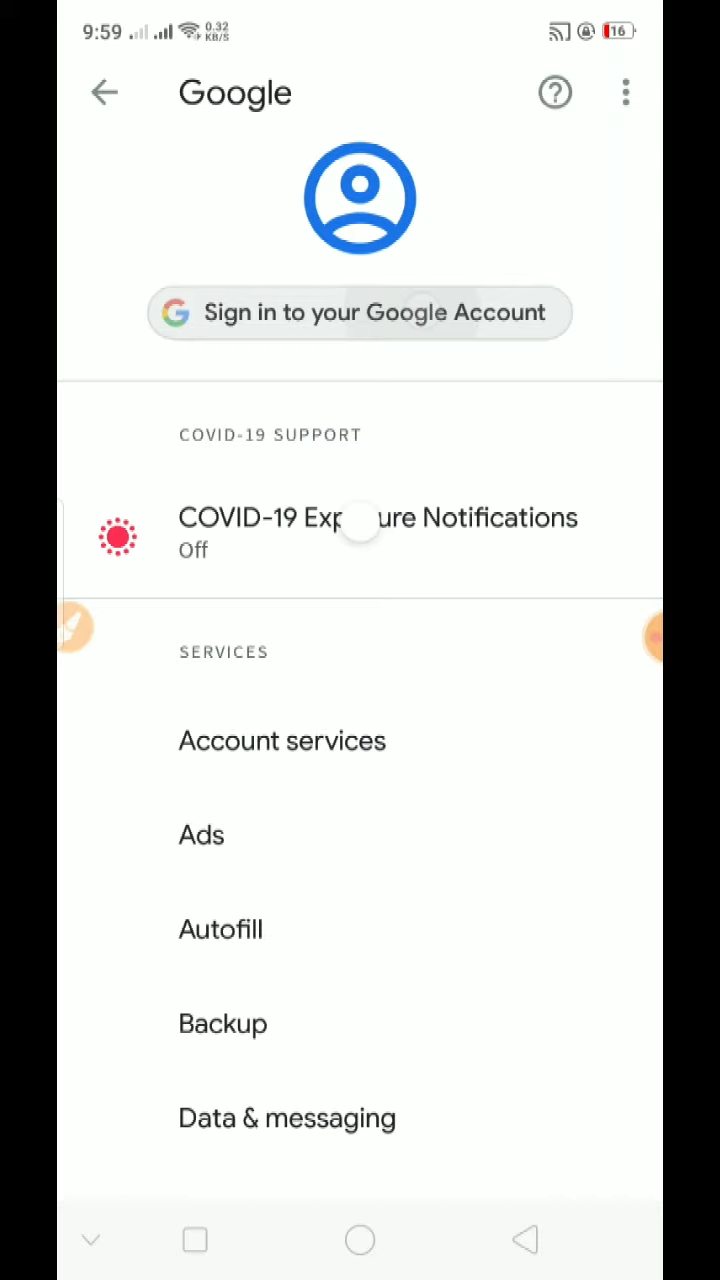 9:59
0.32
KB/S
16
Google
Sign in to your Google Account
COVID-19 SUPPORT
COVID-19 Exp ure Notifications
Off
SERVICES
Account services
Ads
Autofill
Backup
Data & messaging